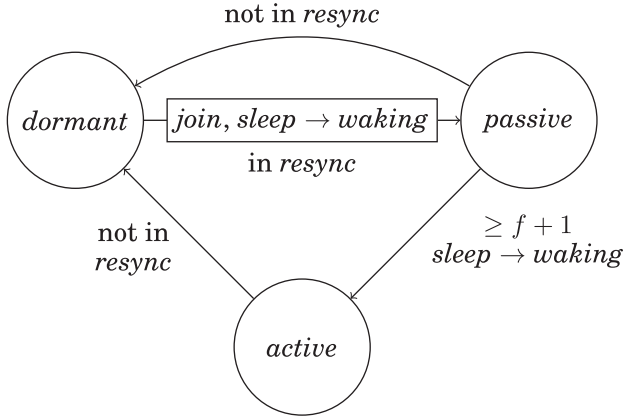 not in resync
dormant
join, sleep → waking
passive
in resync
not in
resync
≥ f + 1
sleep → waking
active